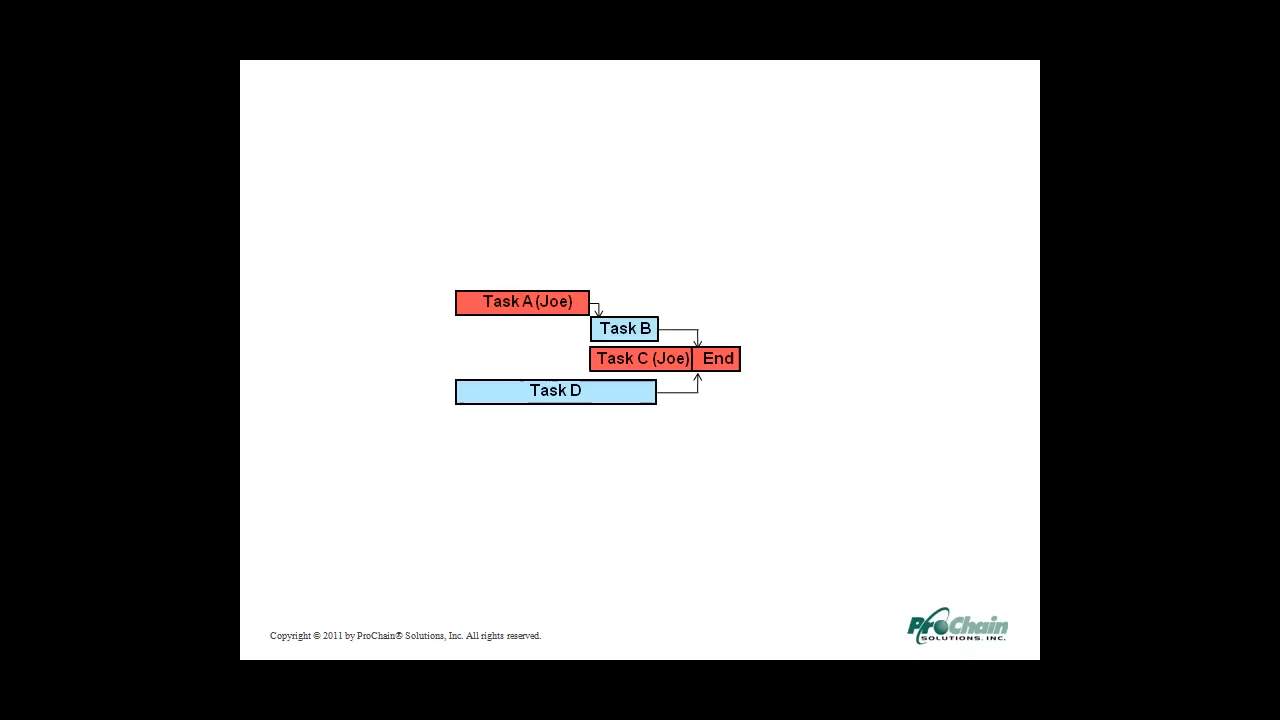 Task A (Joe)
Task B
Task C (Joe) End
Task D
Copyright © 2011 by ProChain® Solutions, Inc. All rights reserved.
ProChain
SOLUTIONS, INC.